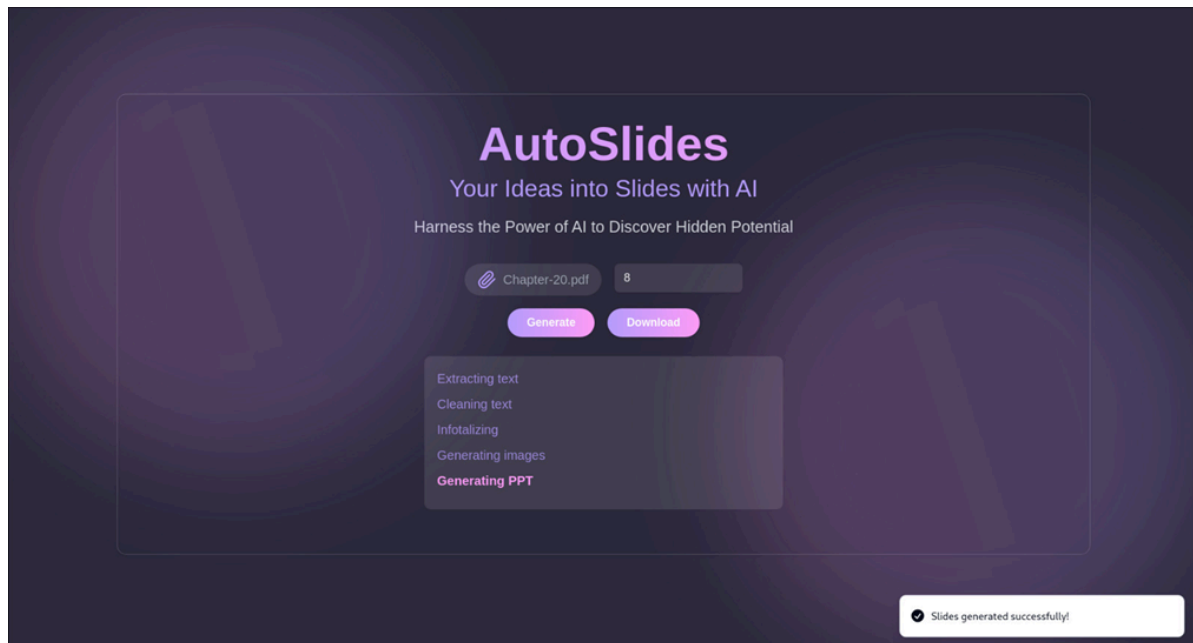 AutoSlides
Your Ideas into Slides with AI
Harness the Power of AI to Discover Hidden Potential
Chapter-20.pdf 8
Generate Download
Extracting text
Cleaning text
Infotalizing
Generating images
Generating PPT
Slides generated successfully!